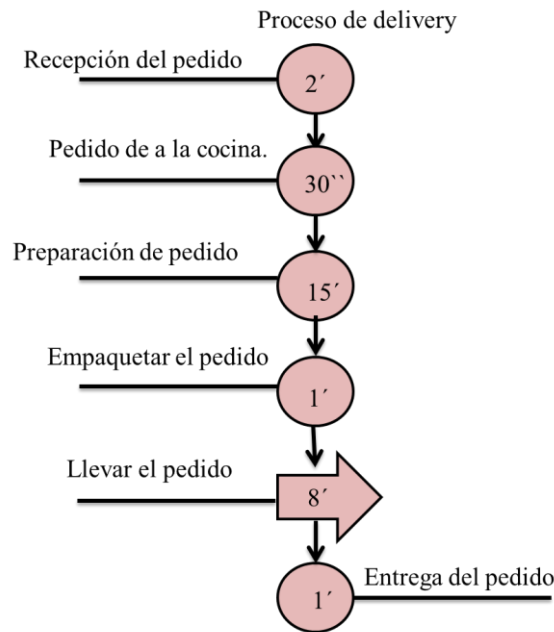 Proceso de delivery
Recepción del pedido
2´
Pedido de a la cocina.
30``
Preparación de pedido
15´
Empaquetar el pedido
1´
Llevar el pedido
8´
Entrega del pedido
1´